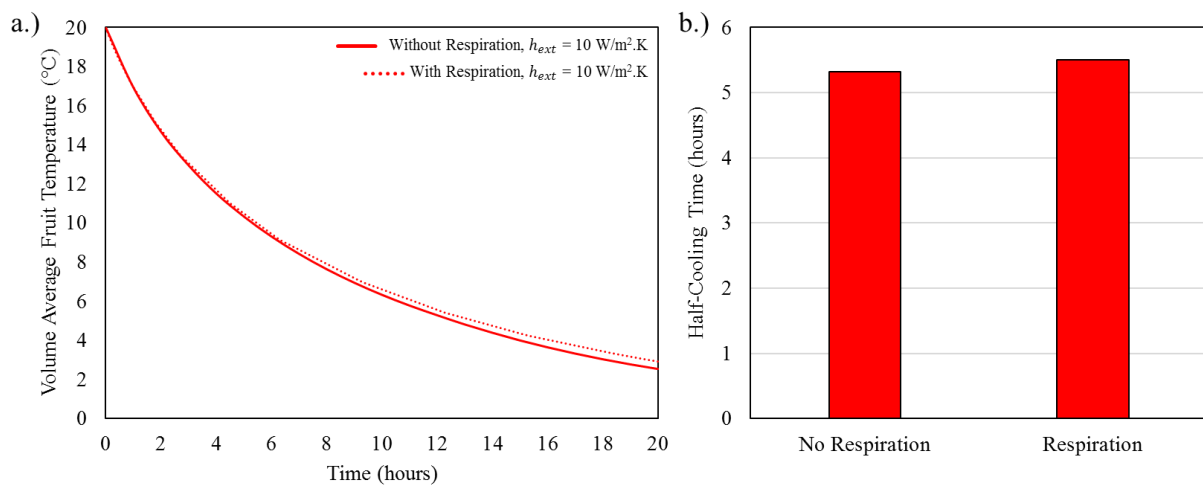 a.)
Volume Average Fruit Temperature (°C)
20
18
16
14
12
10
8
6
4
2
0
Without Respiration, h_ext = 10 W/m².K
With Respiration, h_ext = 10 W/m².K
0 2 4 6 8 10 12 14 16 18 20
Time (hours)
b.)
Half-Cooling Time (hours)
6
5
4
3
2
1
0
No Respiration Respiration